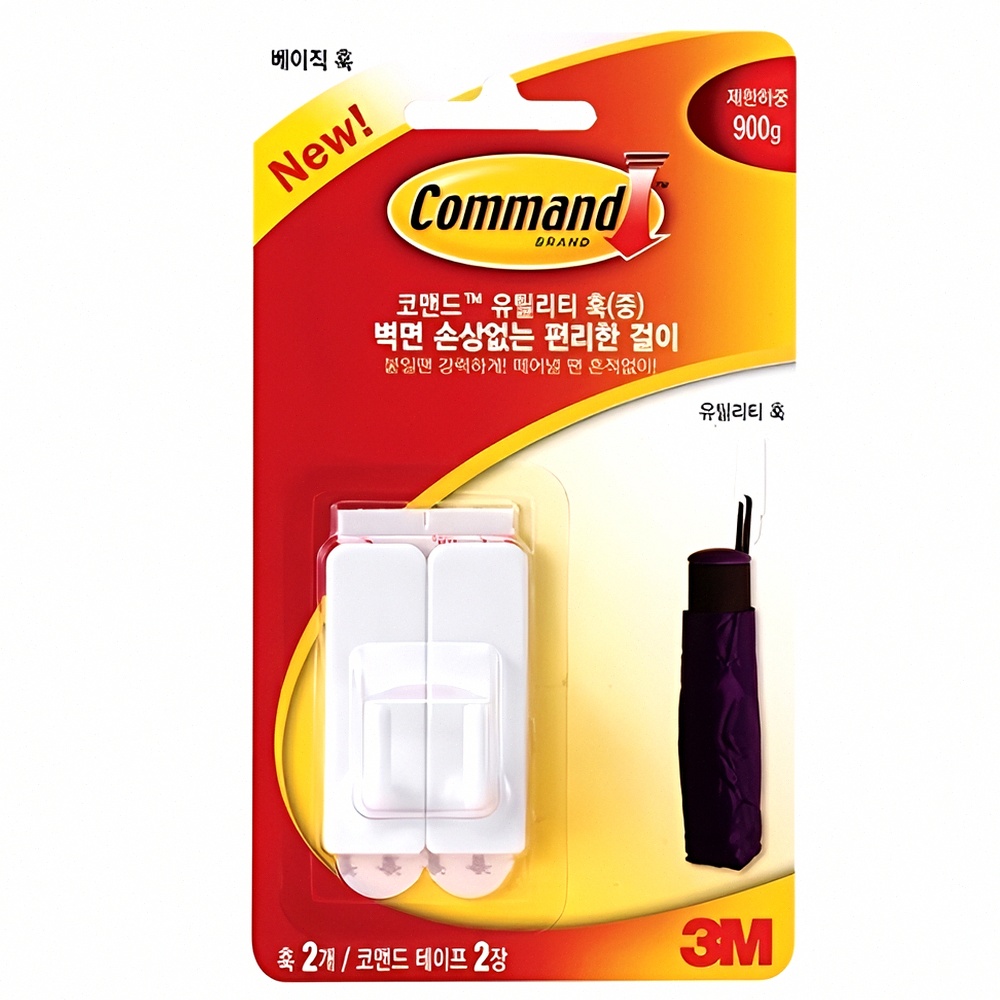 베이직 훅
New!
제한하중
900g
Command™
BRAND
코맨드™ 유틸리티 훅(중)
벽면 손상없는 편리한 걸이
붙일땐 강력하게! 떼어낼 땐 흔적없이!
유틸리티 훅
3M
훅 2개 / 코맨드 테이프 2장
3M